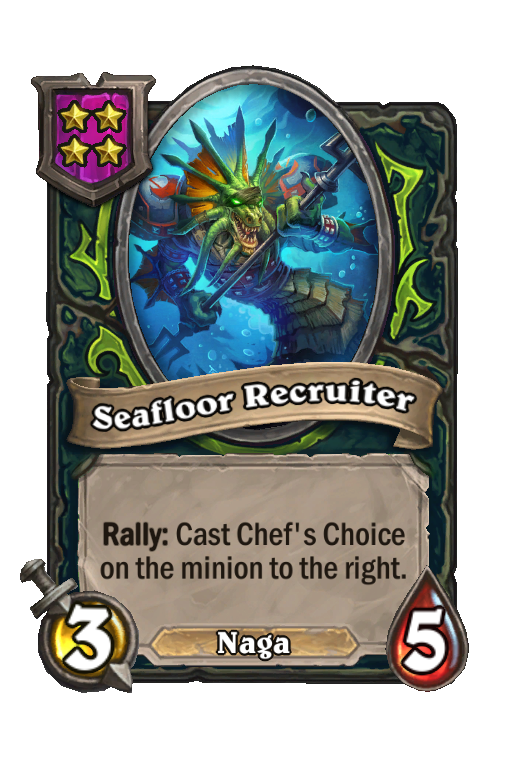 Seafloor Recruiter
Rally: Cast Chef's Choice
on the minion to the right.
3
Naga
5